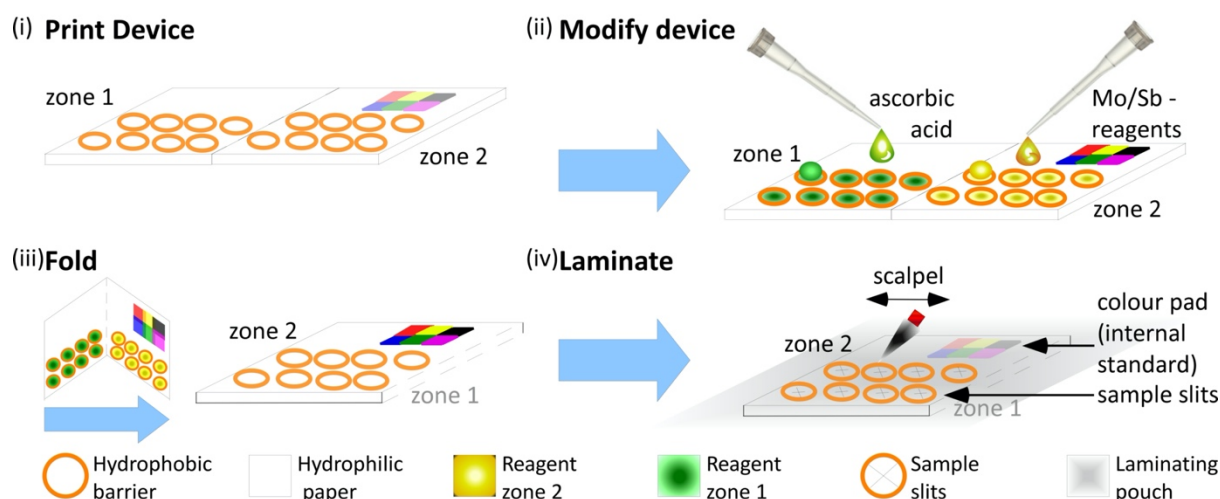 (i) Print Device
zone 1
zone 2
(ii) Modify device
ascorbic
acid
Mo/Sb -
reagents
zone 1
zone 2
(iii) Fold
zone 2
zone 1
(iv) Laminate
scalpel
zone 2
zone 1
colour pad
(internal
standard)
sample slits
Hydrophobic
barrier
Hydrophilic
paper
Reagent
zone 2
Reagent
zone 1
Sample
slits
Laminating
pouch